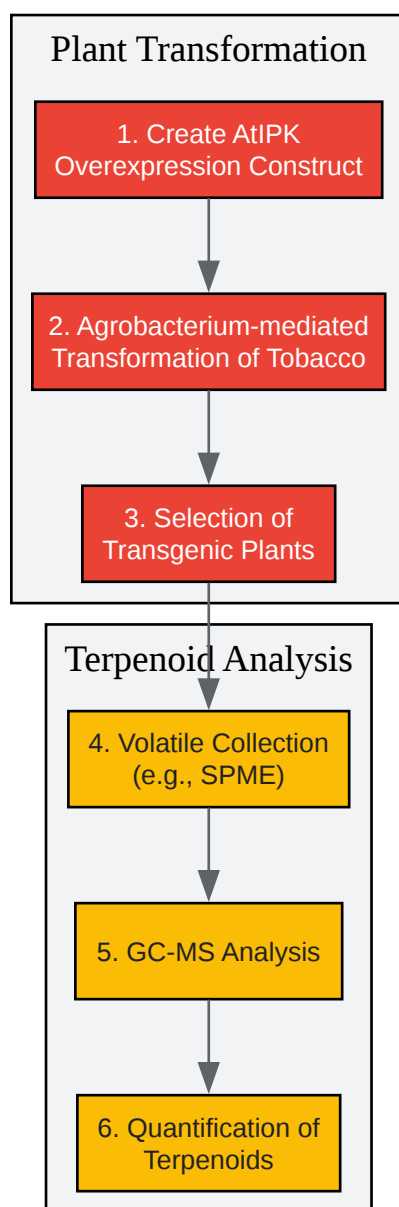 Plant Transformation
1. Create AtIPK
Overexpression Construct
2. Agrobacterium-mediated
Transformation of Tobacco
3. Selection of
Transgenic Plants
Terpenoid Analysis
4. Volatile Collection
(e.g., SPME)
5. GC-MS Analysis
6. Quantification of
Terpenoids